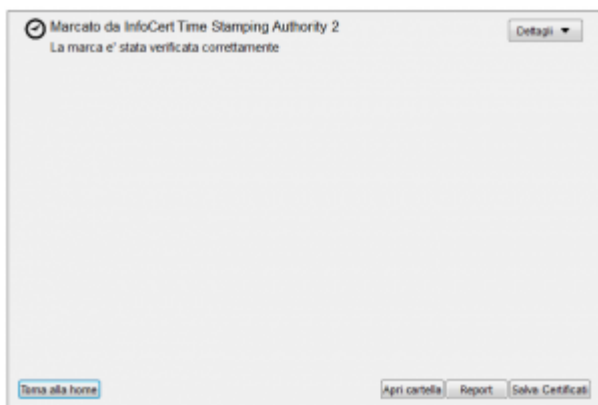 Marcato da InfoCert Time Stamping Authority 2
Dettagli
La marca e' stata verificata correttamente
Torna alla home
Apri cartella
Report
Salva Certificati